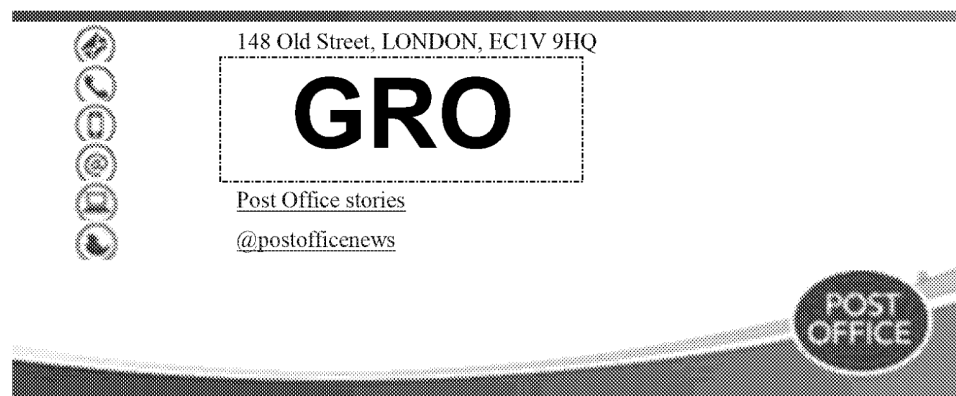 148 Old Street, LONDON, EC1V 9HQ
GRO
Post Office stories
@postofficenews
POST
OFFICE